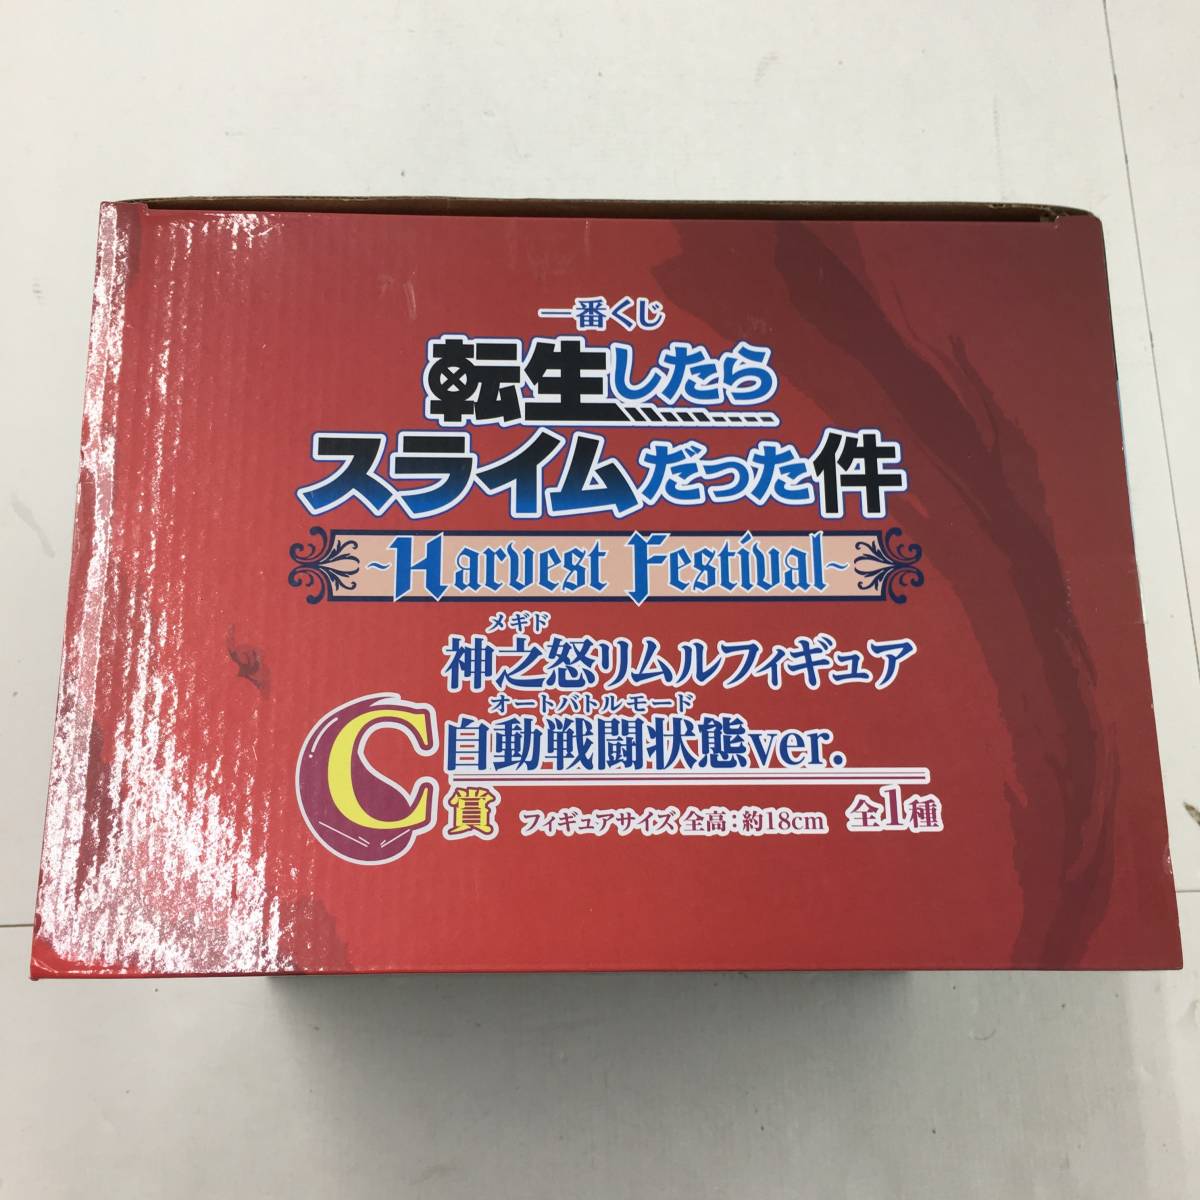 一番くじ
転生したら
スライムだった件
~Harvest Festival~
メギド
神之怒リムルフィギュア
オートバトルモード
自動戦闘状態ver.
C賞
フィギュアサイズ 全高:約18cm 全1種